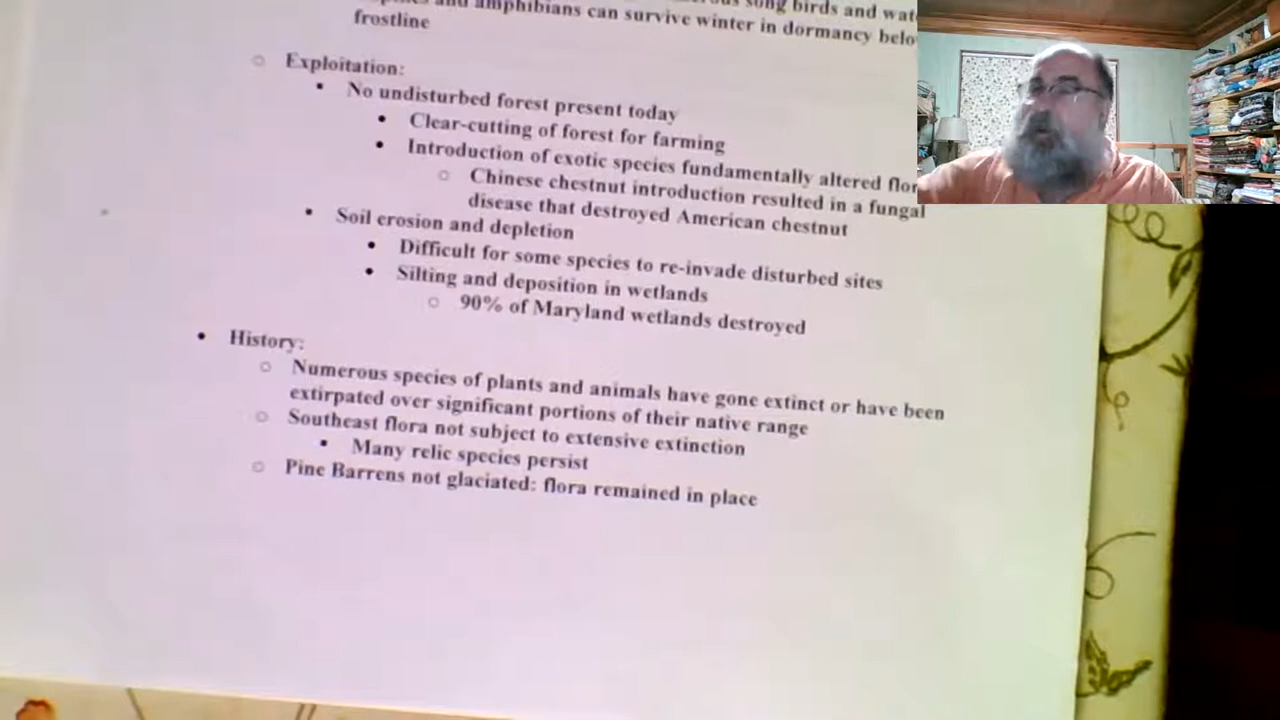 song birds and
amphibians can survive winter in dormancy
frostline
○ Exploitation:
▪ No undisturbed forest present today
• Clear-cutting of forest for farming
• Introduction of exotic species fundamentally altered
○ Chinese chestnut introduction resulted in a fungal
disease that destroyed American chestnut
▪ Soil erosion and depletion
• Difficult for some species to re-invade disturbed sites
• Silting and deposition in wetlands
○ 90% of Maryland wetlands destroyed
• History:
○ Numerous species of plants and animals have gone extinct or have been
extirpated over significant portions of their native range
○ Southeast flora not subject to extensive extinction
▪ Many relic species persist
○ Pine Barrens not glaciated: flora remained in place